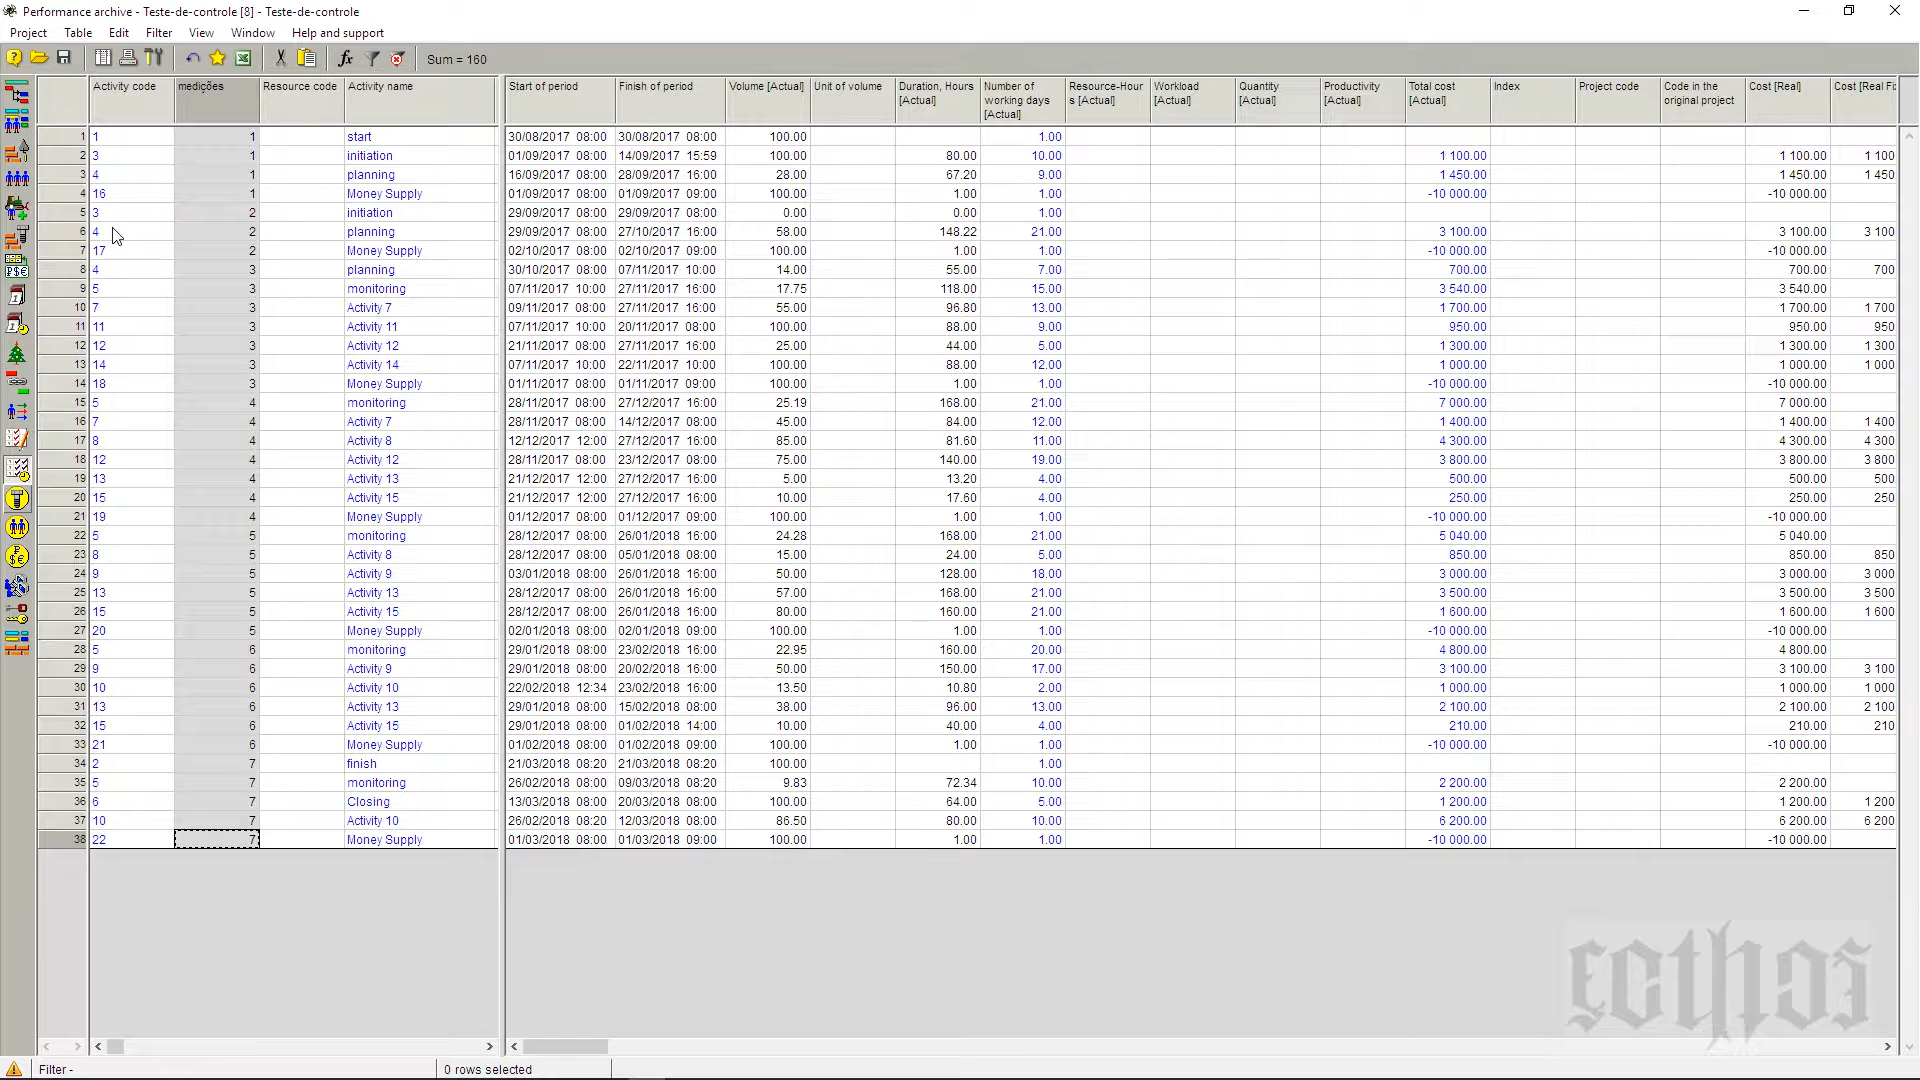 Performance archive - Teste-de-controle [8] - Teste-de-controle
Project Table Edit Filter View Window Help and support
Sum = 160
Activity code medições Resource code Activity name Start of period Finish of period Volume [Actual] Unit of volume Duration, Hours [Actual] Number of working days [Actual] Resource-Hour s [Actual] Workload [Actual] Quantity [Actual] Productivity [Actual] Total cost [Actual] Index Project code Code in the original project Cost [Real] Cost [Real Fi
1 1 1 start 30/08/2017 08:00 30/08/2017 08:00 100.00 1.00
2 3 1 initiation 01/09/2017 08:00 14/09/2017 15:59 100.00 80.00 10.00 1 100.00 1 100.00 1 100
3 4 1 planning 16/09/2017 08:00 28/09/2017 16:00 28.00 67.20 9.00 1 450.00 1 450.00 1 450
4 16 1 Money Supply 01/09/2017 08:00 01/09/2017 09:00 100.00 1.00 1.00 -10 000.00 -10 000.00
5 3 2 initiation 29/09/2017 08:00 29/09/2017 08:00 0.00 0.00 1.00
6 4 2 planning 29/09/2017 08:00 27/10/2017 16:00 58.00 148.22 21.00 3 100.00 3 100.00 3 100
7 17 2 Money Supply 02/10/2017 08:00 02/10/2017 09:00 100.00 1.00 1.00 -10 000.00 -10 000.00
8 4 3 planning 30/10/2017 08:00 07/11/2017 10:00 14.00 55.00 7.00 700.00 700.00 700
9 5 3 monitoring 07/11/2017 10:00 27/11/2017 16:00 17.75 118.00 15.00 3 540.00 3 540.00
10 7 3 Activity 7 09/11/2017 08:00 27/11/2017 16:00 55.00 96.80 13.00 1 700.00 1 700.00 1 700
11 11 3 Activity 11 07/11/2017 10:00 20/11/2017 08:00 100.00 88.00 9.00 950.00 950.00 950
12 12 3 Activity 12 21/11/2017 08:00 27/11/2017 16:00 25.00 44.00 5.00 1 300.00 1 300.00 1 300
13 14 3 Activity 14 07/11/2017 10:00 22/11/2017 10:00 100.00 88.00 12.00 1 000.00 1 000.00 1 000
14 18 3 Money Supply 01/11/2017 08:00 01/11/2017 09:00 100.00 1.00 1.00 -10 000.00 -10 000.00
15 5 4 monitoring 28/11/2017 08:00 27/12/2017 16:00 25.19 168.00 21.00 7 000.00 7 000.00
16 7 4 Activity 7 28/11/2017 08:00 14/12/2017 08:00 45.00 84.00 12.00 1 400.00 1 400.00 1 400
17 8 4 Activity 8 12/12/2017 12:00 27/12/2017 16:00 85.00 81.60 11.00 4 300.00 4 300.00 4 300
18 12 4 Activity 12 28/11/2017 08:00 23/12/2017 08:00 75.00 140.00 19.00 3 800.00 3 800.00 3 800
19 13 4 Activity 13 21/12/2017 12:00 27/12/2017 16:00 5.00 13.20 4.00 500.00 500.00 500
20 15 4 Activity 15 21/12/2017 12:00 27/12/2017 16:00 10.00 17.60 4.00 250.00 250.00 250
21 19 4 Money Supply 01/12/2017 08:00 01/12/2017 09:00 100.00 1.00 1.00 -10 000.00 -10 000.00
22 5 5 monitoring 28/12/2017 08:00 26/01/2018 16:00 24.28 168.00 21.00 5 040.00 5 040.00
23 8 5 Activity 8 28/12/2017 08:00 05/01/2018 08:00 15.00 24.00 5.00 850.00 850.00 850
24 9 5 Activity 9 03/01/2018 08:00 26/01/2018 16:00 50.00 128.00 18.00 3 000.00 3 000.00 3 000
25 13 5 Activity 13 28/12/2017 08:00 26/01/2018 16:00 57.00 168.00 21.00 3 500.00 3 500.00 3 500
26 15 5 Activity 15 28/12/2017 08:00 26/01/2018 16:00 80.00 160.00 21.00 1 600.00 1 600.00 1 600
27 20 5 Money Supply 02/01/2018 08:00 02/01/2018 09:00 100.00 1.00 1.00 -10 000.00 -10 000.00
28 5 6 monitoring 29/01/2018 08:00 23/02/2018 16:00 22.95 160.00 20.00 4 800.00 4 800.00
29 9 6 Activity 9 29/01/2018 08:00 20/02/2018 16:00 50.00 150.00 17.00 3 100.00 3 100.00 3 100
30 10 6 Activity 10 22/02/2018 12:34 23/02/2018 16:00 13.50 10.80 2.00 1 000.00 1 000.00 1 000
31 13 6 Activity 13 29/01/2018 08:00 15/02/2018 08:00 38.00 96.00 13.00 2 100.00 2 100.00 2 100
32 15 6 Activity 15 29/01/2018 08:00 01/02/2018 14:00 10.00 40.00 4.00 210.00 210.00 210
33 21 6 Money Supply 01/02/2018 08:00 01/02/2018 09:00 100.00 1.00 1.00 -10 000.00 -10 000.00
34 2 7 finish 21/03/2018 08:20 21/03/2018 08:20 100.00 1.00
35 5 7 monitoring 26/02/2018 08:00 09/03/2018 08:20 9.83 72.34 10.00 2 200.00 2 200.00
36 6 7 Closing 13/03/2018 08:00 20/03/2018 08:00 100.00 64.00 5.00 1 200.00 1 200.00 1 200
37 10 7 Activity 10 26/02/2018 08:20 12/03/2018 08:00 86.50 80.00 10.00 6 200.00 6 200.00 6 200
38 22 7 Money Supply 01/03/2018 08:00 01/03/2018 09:00 100.00 1.00 1.00 -10 000.00 -10 000.00
Filter - 0 rows selected